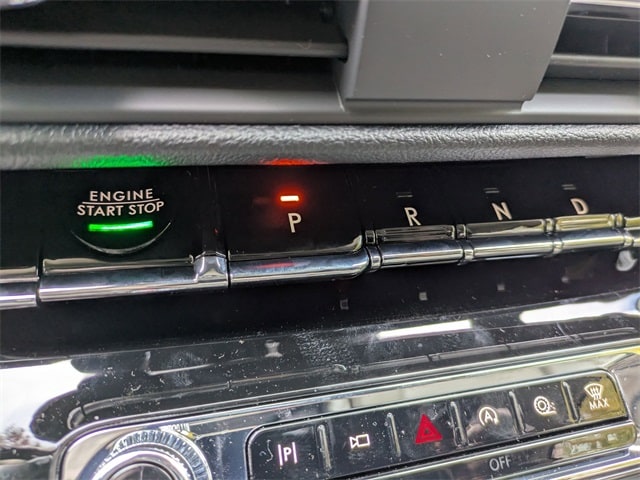 ENGINE
START STOP
P R N D
P
A
MAX
OFF